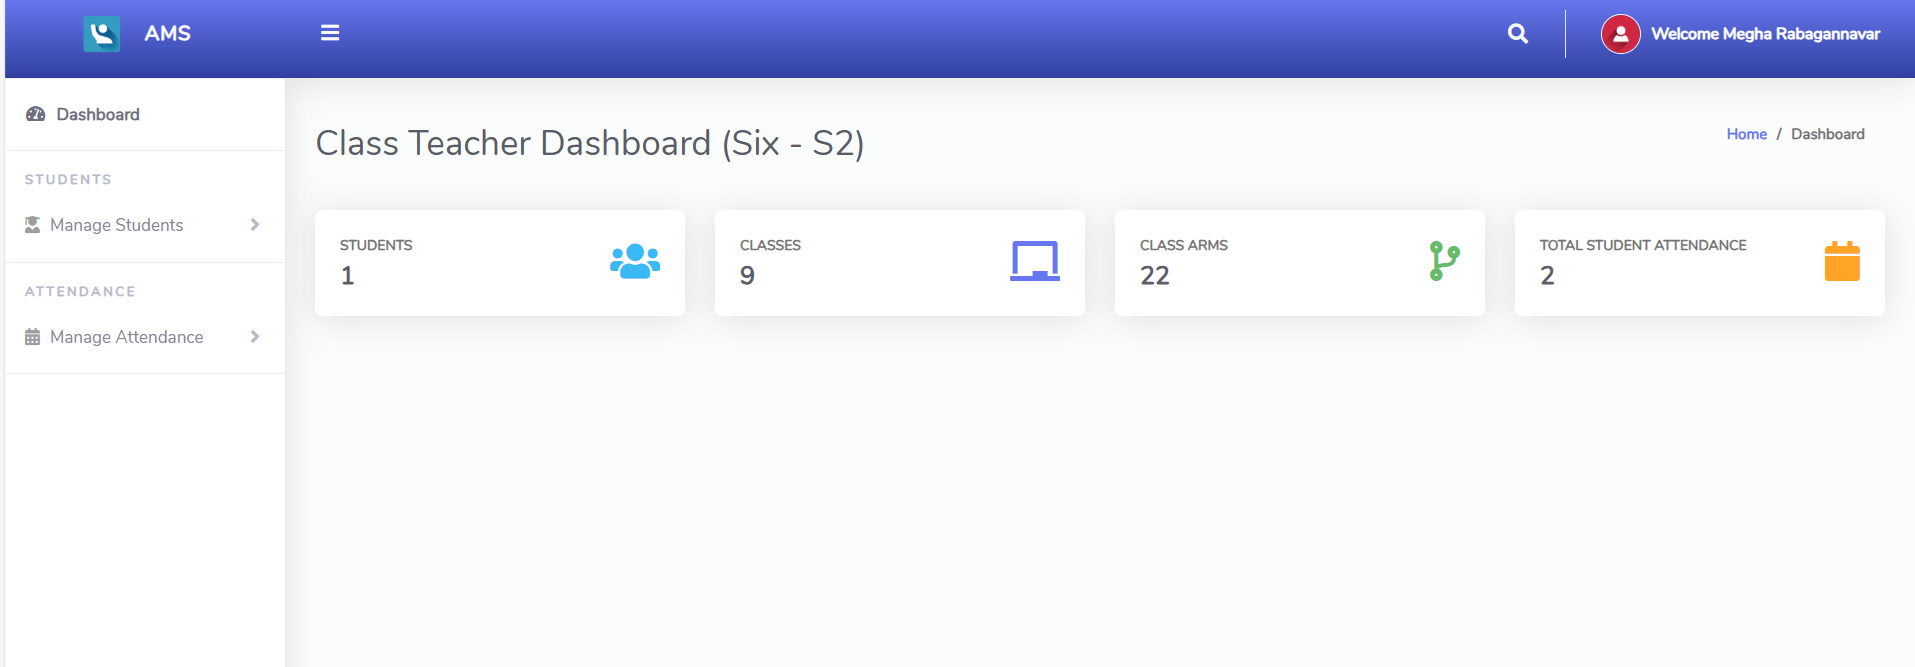 AMS
Welcome Megha Rabagannavar
Dashboard
STUDENTS
Manage Students
ATTENDANCE
Manage Attendance
Class Teacher Dashboard (Six - S2)
Home / Dashboard
STUDENTS
1
CLASSES
9
CLASS ARMS
22
TOTAL STUDENT ATTENDANCE
2